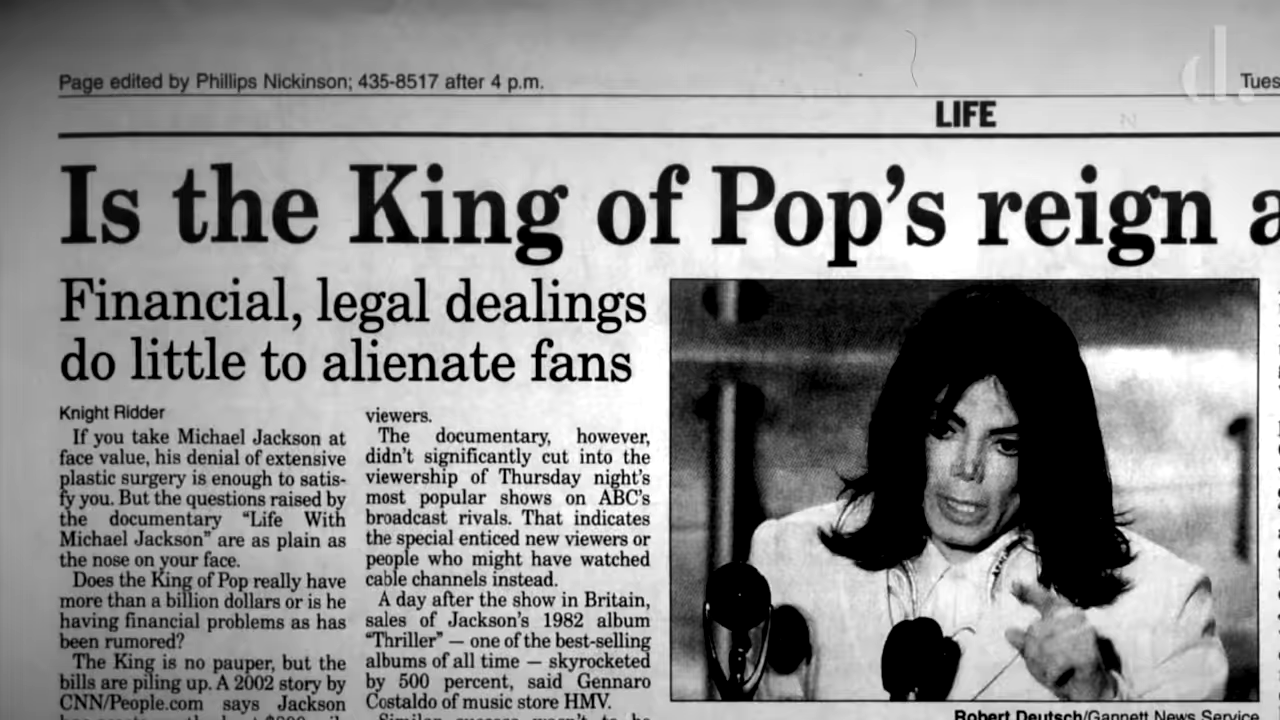 Page edited by Phillips Nickinson; 435-8517 after 4 p.m.
Tues
d.
LIFE
Is the King of Pop's reign a
Financial, legal dealings
do little to alienate fans
Knight Ridder
If you take Michael Jackson at
face value, his denial of extensive
plastic surgery is enough to satis-
fy you. But the questions raised by
the documentary “Life With
Michael Jackson” are as plain as
the nose on your face.
Does the King of Pop really have
more than a billion dollars or is he
having financial problems as has
been rumored?
The King is no pauper, but the
bills are piling up. A 2002 story by
CNN/People.com says Jackson
viewers.
The documentary, however,
didn't significantly cut into the
viewership of Thursday night's
most popular shows on ABC's
broadcast rivals. That indicates
the special enticed new viewers or
people who might have watched
cable channels instead.
A day after the show in Britain,
sales of Jackson's 1982 album
“Thriller” — one of the best-selling
albums of all time — skyrocketed
by 500 percent, said Gennaro
Costaldo of music store HMV.
Robert Deutsch/Gannett News Service